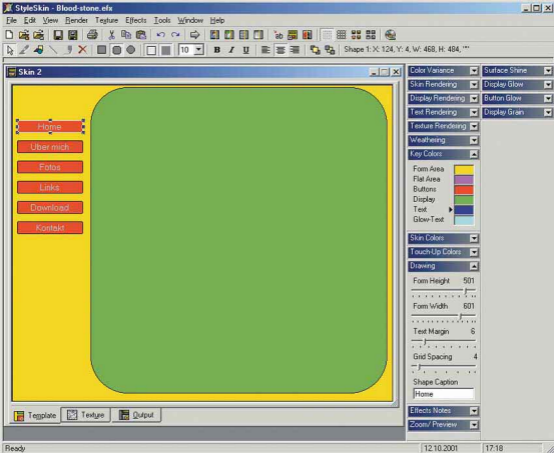 StyleSkin - Blood-stone.efx
File Edit View Render Texture Effects Tools Window Help
10 B I U Shape 1: X: 124, Y: 4, W: 468, H: 484, ""
Skin 2
Home
Über mich
Fotos
Links
Download
Kontakt
Template Texture Output
Color Variance
Skin Rendering
Display Rendering
Text Rendering
Texture Rendering
Weathering
Key Colors
Form Area
Flat Area
Buttons
Display
Text
Glow-Text
Skin Colors
Touch-Up Colors
Drawing
Form Height 501
Form Width 601
Text Margin 6
Grid Spacing 4
Shape Caption
Home
Effects Notes
Zoom/ Preview
Surface Shine
Display Glow
Button Glow
Display Grain
Ready 12.10.2001 17:18